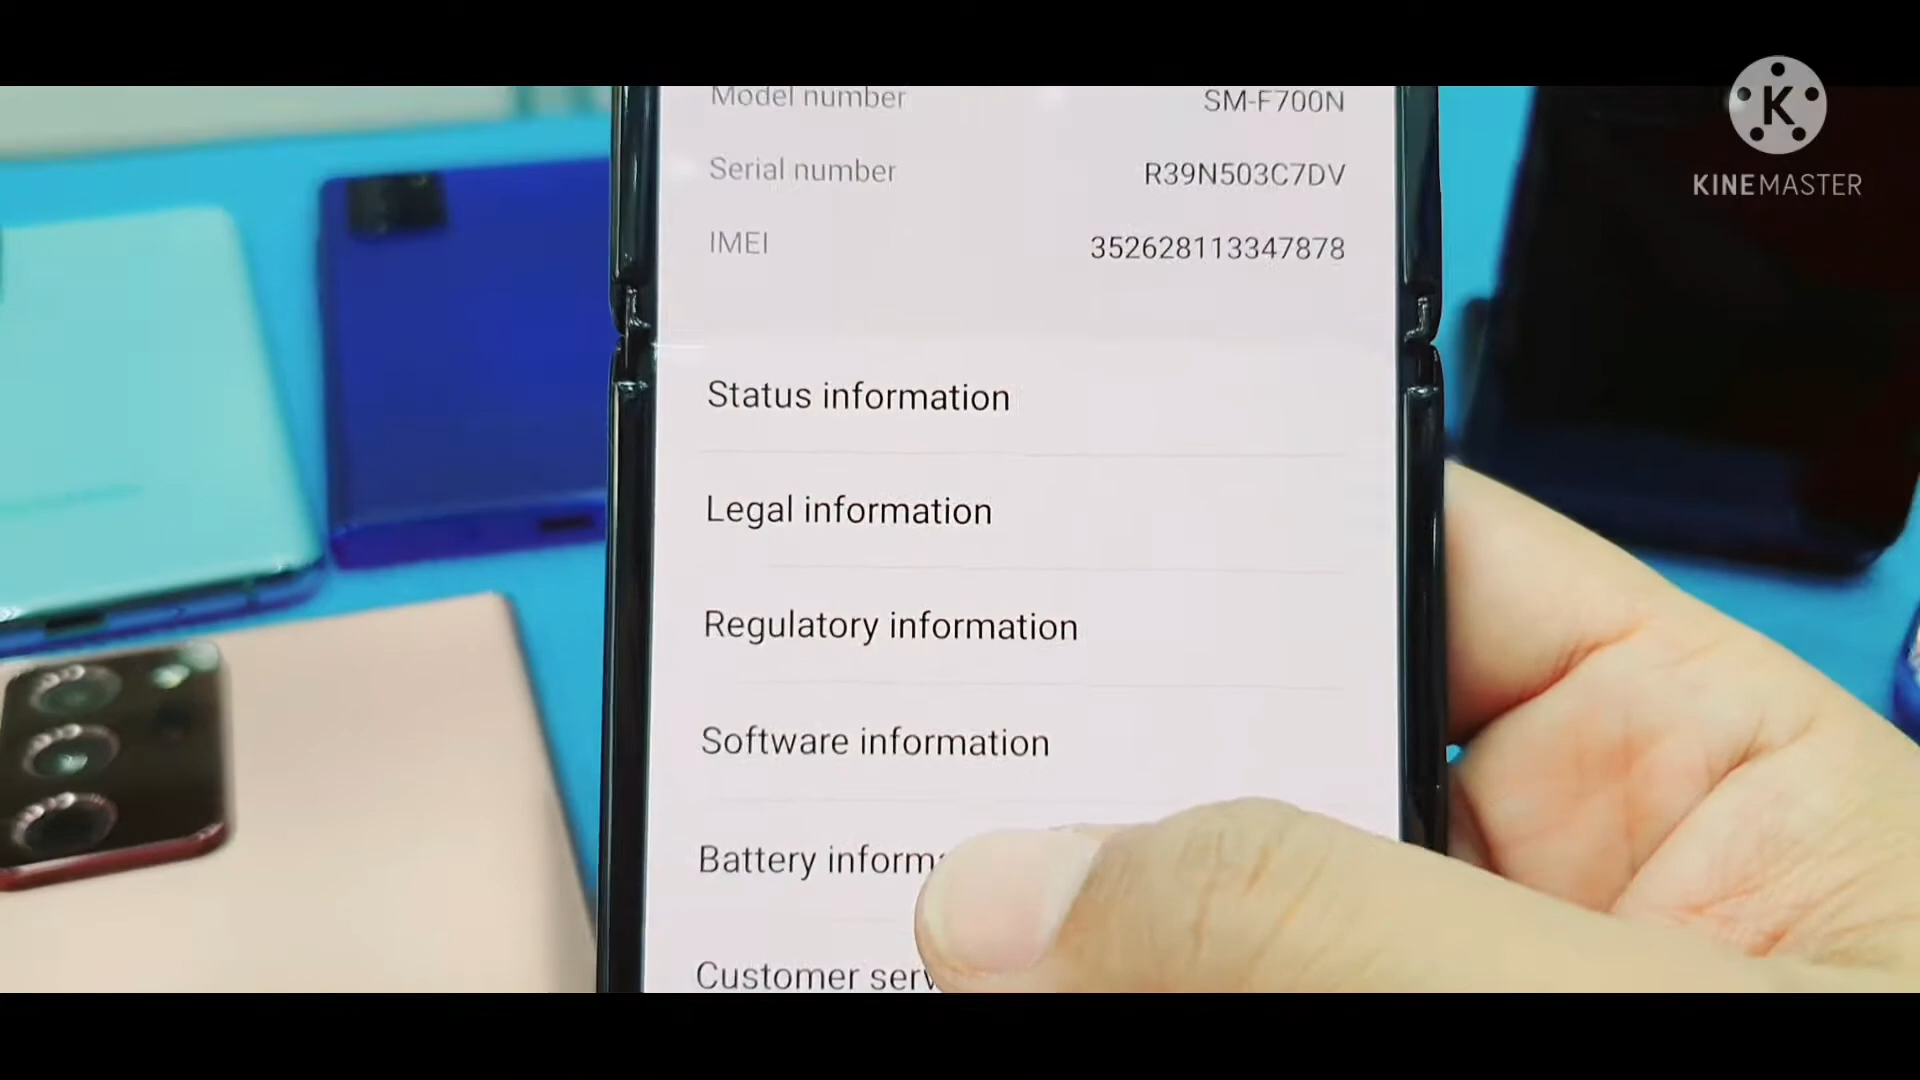 Model number SM-F700N
Serial number R39N503C7DV
IMEI 352628113347878
Status information
Legal information
Regulatory information
Software information
Battery inform
Customer serv
K
KINEMASTER